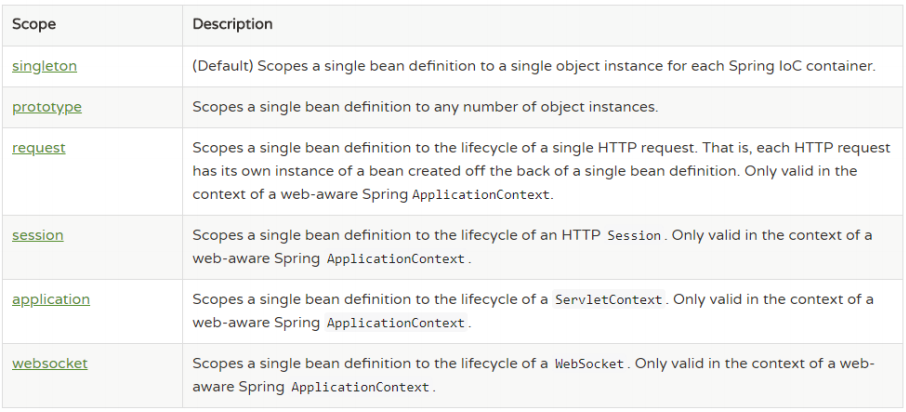 Scope Description
singleton (Default) Scopes a single bean definition to a single object instance for each Spring IoC container.
prototype Scopes a single bean definition to any number of object instances.
request Scopes a single bean definition to the lifecycle of a single HTTP request. That is, each HTTP request
has its own instance of a bean created off the back of a single bean definition. Only valid in the
context of a web-aware Spring ApplicationContext.
session Scopes a single bean definition to the lifecycle of an HTTP Session. Only valid in the context of a
web-aware Spring ApplicationContext.
application Scopes a single bean definition to the lifecycle of a ServletContext. Only valid in the context of a
web-aware Spring ApplicationContext.
websocket Scopes a single bean definition to the lifecycle of a WebSocket. Only valid in the context of a web-
aware Spring ApplicationContext.